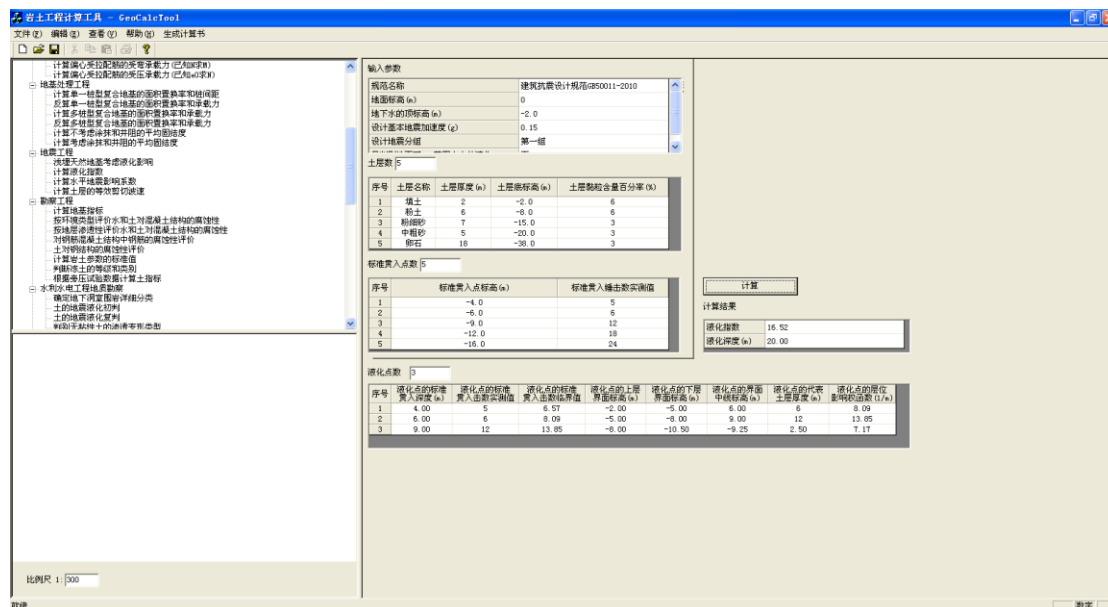 岩土工程计算工具 - GeoCalcTool
文件(F) 编辑(E) 查看(V) 帮助(H) 生成计算书
计算偏心受拉配筋的受弯承载力(已知N求M)
计算偏心受拉配筋的受压承载力(已知e0求N)
地基处理工程
计算单一桩型复合地基的面积置换率和桩间距
反算单一桩型复合地基的面积置换率和承载力
计算多桩型复合地基的面积置换率和承载力
反算多桩型复合地基的面积置换率和承载力
计算不考虑涂抹和井阻的平均固结度
计算考虑涂抹和井阻的平均固结度
地震工程
浅埋天然地基考虑液化影响
计算液化指数
计算水平地震影响系数
计算土层的等效剪切波速
勘察工程
计算地基指标
按环境类型评价水和土对混凝土结构的腐蚀性
按地层渗透性评价水和土对混凝土结构的腐蚀性
对钢筋混凝土结构中钢筋的腐蚀性评价
土对钢结构的腐蚀性评价
计算岩土参数的标准值
判断冻土的等级和类别
根据旁压试验数据计算土指标
水利水电工程地质勘察
确定地下洞室围岩详细分类
土的地震液化初判
土的地震液化复判
判别无粘性土的渗透变形类型
比例尺 1: 300
输入参数
规范名称 建筑抗震设计规范GB50011-2010
地面标高(m) 0
地下水的顶标高(m) -2.0
设计基本地震加速度(g) 0.15
设计地震分组 第一组
土层数 5
序号 土层名称 土层厚度(m) 土层底标高(m) 土层黏粒含量百分率(%)
1 填土 2 -2.0 6
2 粉土 6 -8.0 6
3 粉细砂 7 -15.0 3
4 中粗砂 5 -20.0 3
5 卵石 18 -38.0 3
标准贯入点数 5
序号 标准贯入点标高(m) 标准贯入锤击数实测值
1 -4.0 5
2 -6.0 6
3 -9.0 12
4 -12.0 18
5 -16.0 24
计算
计算结果
液化指数 16.52
液化深度(m) 20.00
液化点数 3
序号 液化点的标准贯入深度(m) 液化点的标准贯入击数实测值 液化点的标准贯入击数临界值 液化点的上层界面标高(m) 液化点的下层界面标高(m) 液化点的界面中线标高(m) 液化点的代表土层厚度(m) 液化点的层位影响权函数(1/m)
1 4.00 5 6.57 -2.00 -5.00 6.00 6 8.09
2 6.00 6 8.09 -5.00 -8.00 9.00 12 13.85
3 9.00 12 13.85 -8.00 -10.50 -9.25 2.50 7.17
就绪
数字